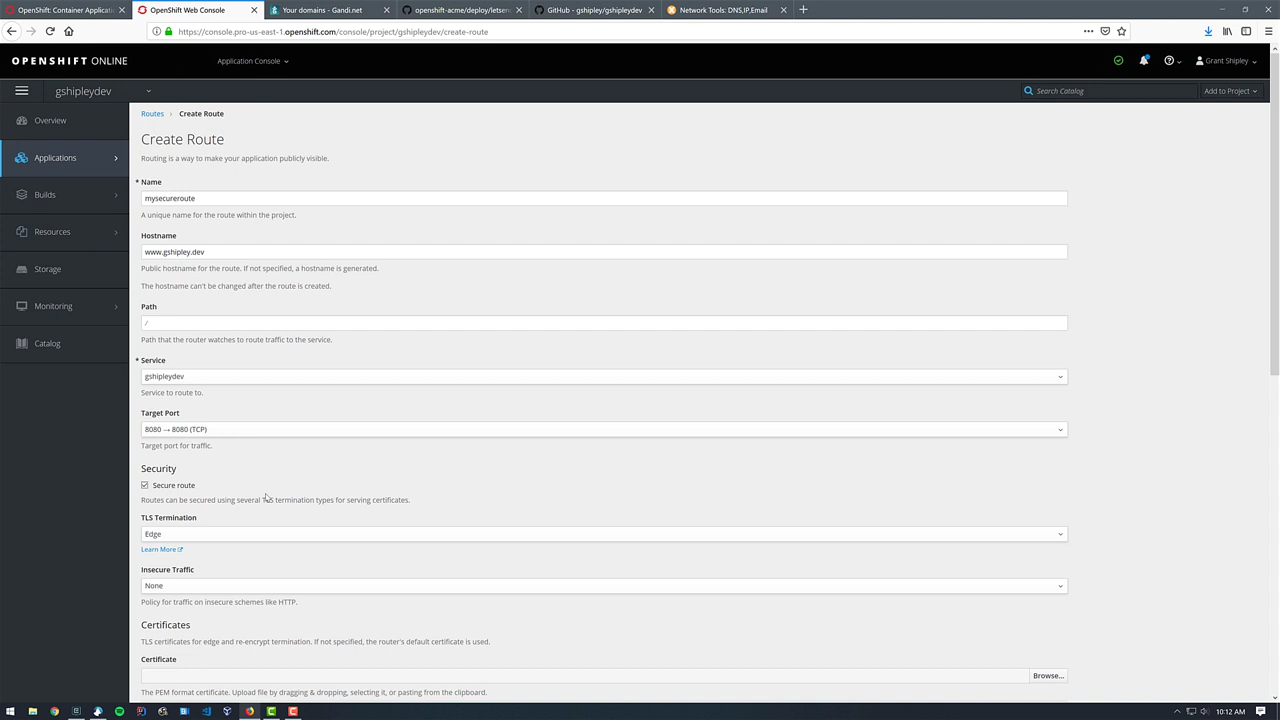 OpenShift: Container Applicati
OpenShift Web Console
Your domains - Gandi.net
openshift-acme/deploy/letsenc
GitHub - gshipley/gshipleydev
Network Tools: DNS,IP,Email
https://console.pro-us-east-1.openshift.com/console/project/gshipleydev/create-route
OPENSHIFT ONLINE
Application Console
Grant Shipley
gshipleydev
Search Catalog
Add to Project
Overview
Applications
Builds
Resources
Storage
Monitoring
Catalog
Routes › Create Route
Create Route
Routing is a way to make your application publicly visible.
* Name
mysecureroute
A unique name for the route within the project.
Hostname
www.gshipley.dev
Public hostname for the route. If not specified, a hostname is generated.
The hostname can't be changed after the route is created.
Path
/
Path that the router watches to route traffic to the service.
* Service
gshipleydev
Service to route to.
Target Port
8080 → 8080 (TCP)
Target port for traffic.
Security
Secure route
Routes can be secured using several TLS termination types for serving certificates.
TLS Termination
Edge
Learn More
Insecure Traffic
None
Policy for traffic on insecure schemes like HTTP.
Certificates
TLS certificates for edge and re-encrypt termination. If not specified, the router's default certificate is used.
Certificate
Browse...
The PEM format certificate. Upload file by dragging & dropping, selecting it, or pasting from the clipboard.
10:12 AM